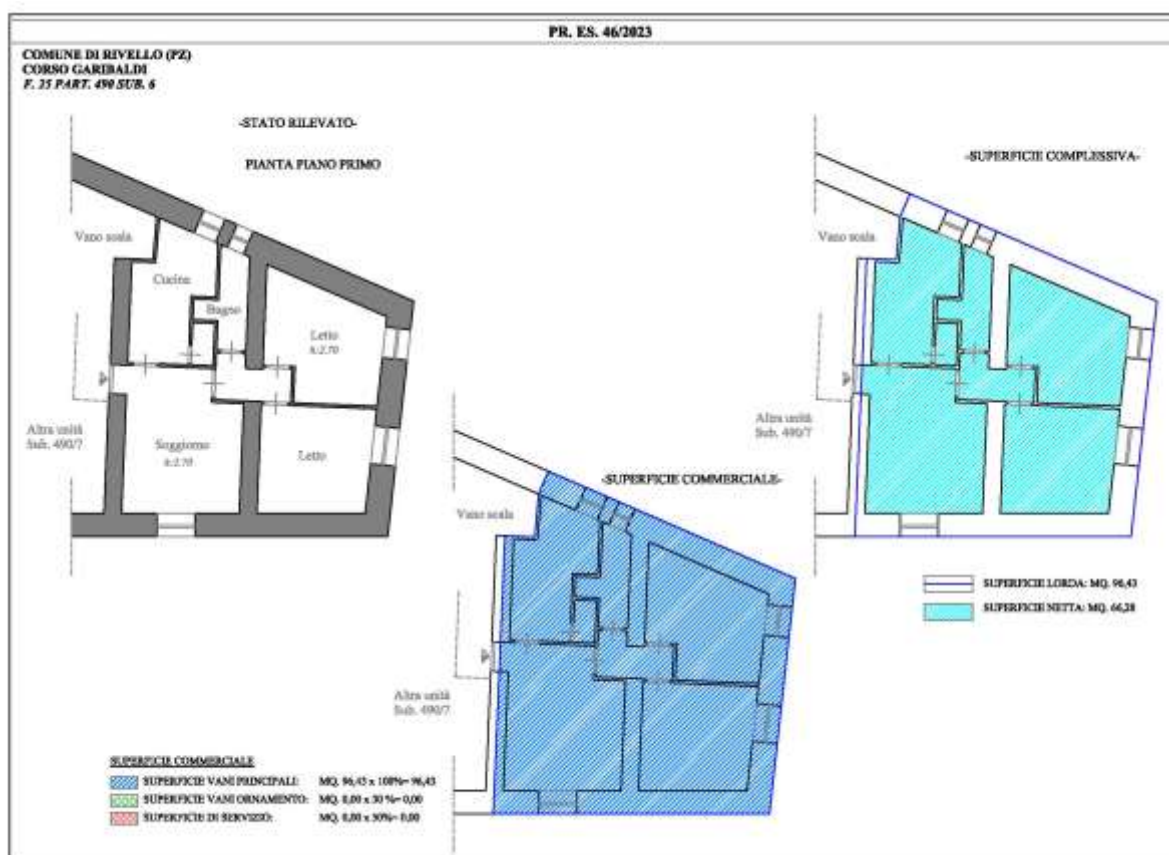 PR. ES. 46/2023
COMUNE DI RIVELLO (PZ)
CORSO GARIBALDI
F. 25 PART. 490 SUB. 6
-STATO RILEVATO-
PIANTA PIANO PRIMO
Vano scala
Cucina
Bagno
Letto
h:2.70
Altra unità
Sub. 490/7
Soggiorno
h:2.70
Letto
-SUPERFICIE COMPLESSIVA-
Vano scala
Altra unità
Sub. 490/7
SUPERFICIE LORDA: MQ. 96,43
SUPERFICIE NETTA: MQ. 66,28
-SUPERFICIE COMMERCIALE-
Vano scala
Altra unità
Sub. 490/7
SUPERFICIE COMMERCIALE
SUPERFICIE VANI PRINCIPALI: MQ. 96,43 x 100%= 96,43
SUPERFICIE VANI ORNAMENTO: MQ. 0,00 x 30 %= 0,00
SUPERFICIE DI SERVIZIO: MQ. 0,00 x 50%= 0,00